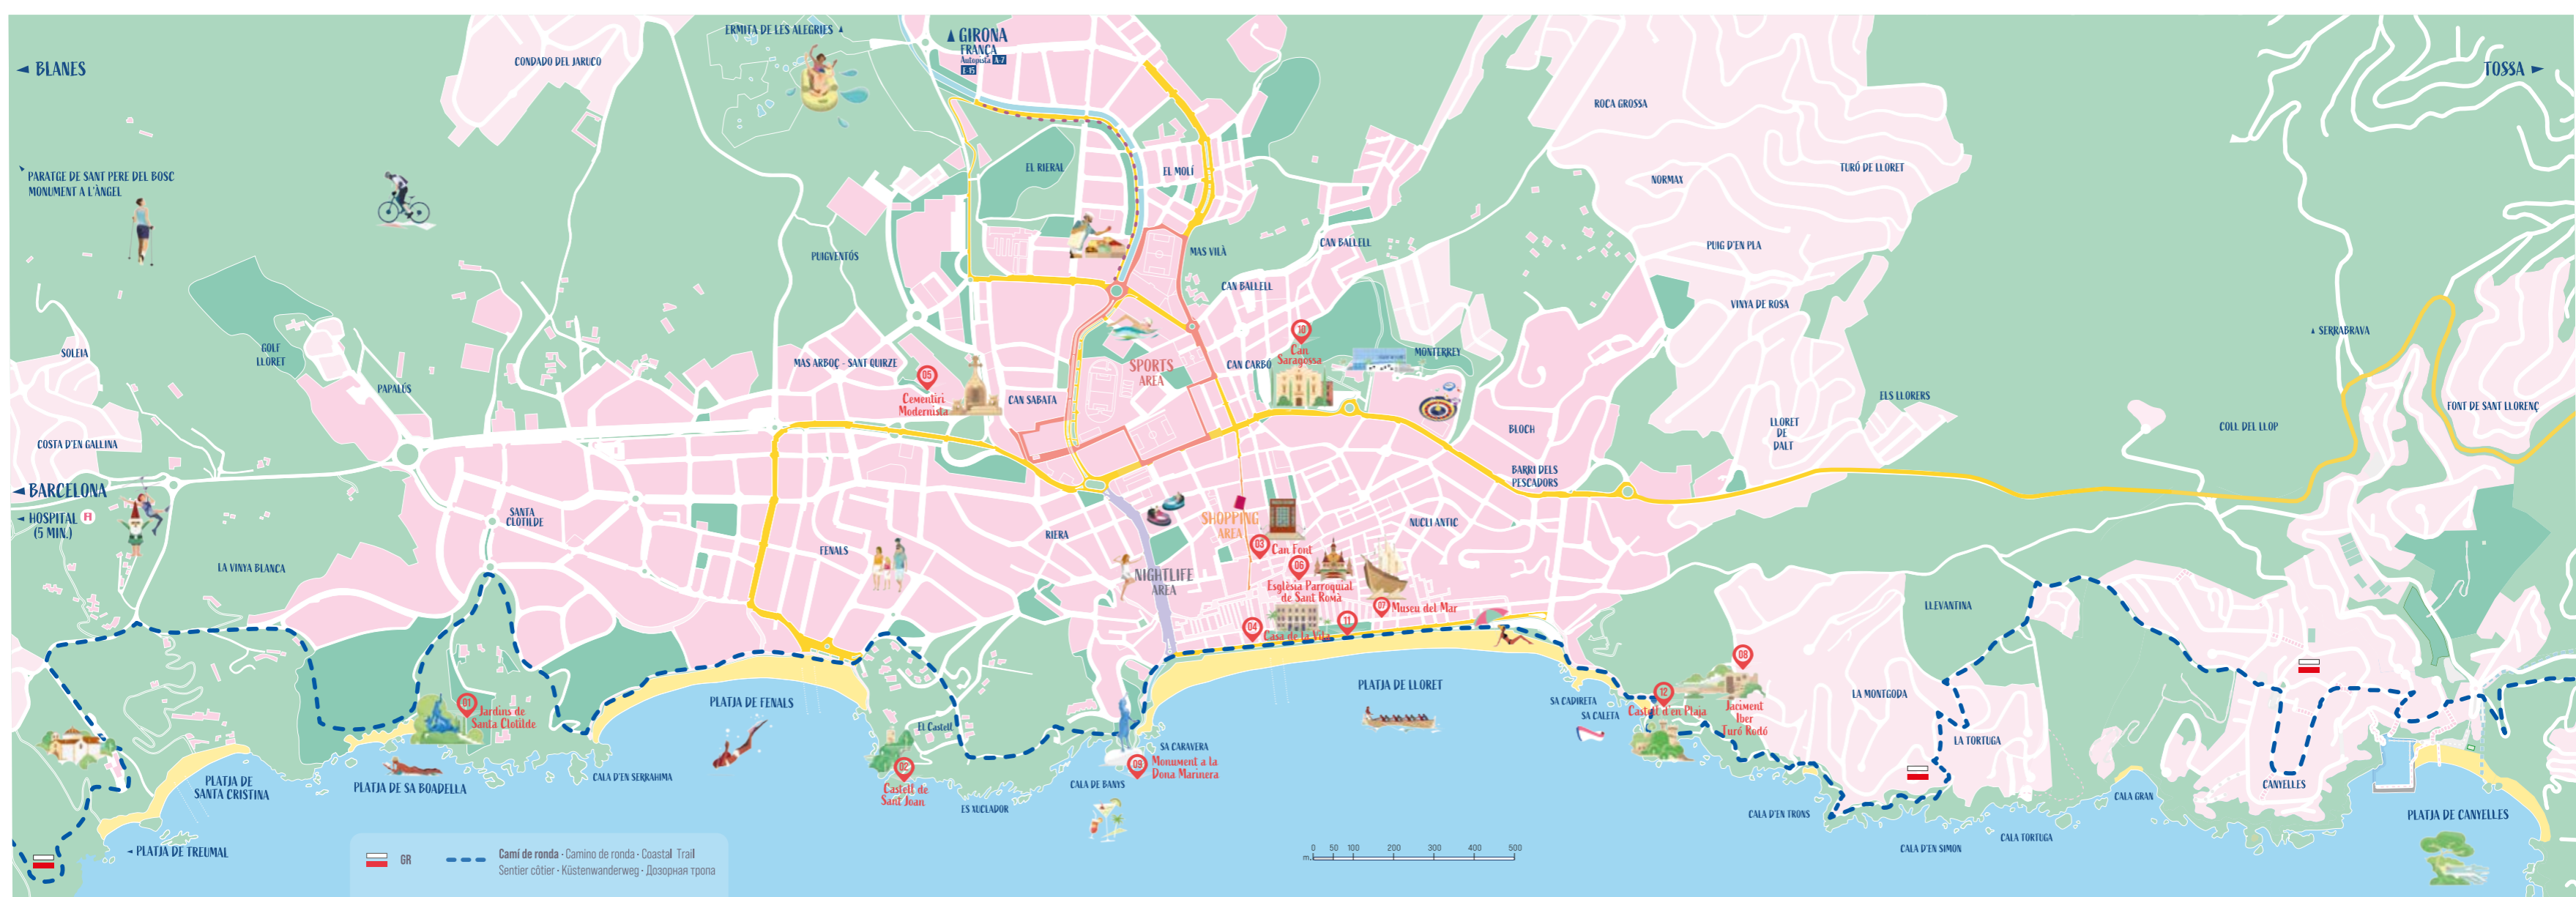 ERMITA DE LES ALEGRIES
GIRONA
FRANÇA
Autopista A-7
E-15
BLANES
TOSSA
CONDADO DEL JARUCO
ROCA GROSSA
PARATGE DE SANT PERE DEL BOSC
MONUMENT A L'ÀNGEL
EL RIERAL
EL MOLÍ
NORMAX
TURÓ DE LLORET
PUIGVENTÓS
MAS VILÀ
CAN BALLELL
PUIG D'EN PLA
CAN BALLELL
VINYA DE ROSA
SERRABRAVA
SOLEIA
GOLF
LLORET
PAPALÚS
MAS ARBOÇ - SANT QUIRZE
05
Cementiri
Modernista
CAN SABATA
SPORTS
AREA
CAN CARBÓ
10
Can
Saragossa
MONTERREY
ELS LLORERS
FONT DE SANT LLORENÇ
COSTA D'EN GALLINA
BLOCH
LLORET
DE
DALT
COLL DEL LLOP
BARRI DELS
PESCADORS
BARCELONA
HOSPITAL H
(5 MIN.)
SANTA
CLOTILDE
LA VINYA BLANCA
FENALS
RIERA
SHOPPING
AREA
NUCLI ANTIC
03
Can Font
06
Església Parroquial
de Sant Romà
NIGHTLIFE
AREA
07
Museu del Mar
04
Casa de la Vila
11
LLEVANTINA
08
Jaciment
Iber
Turó Rodó
LA MONTGODA
12
Castell d'en Plaja
SA CADIRETA
SA CALETA
LA TORTUGA
01
Jardins de
Santa Clotilde
PLATJA DE FENALS
PLATJA DE LLORET
El Castell
02
Castell de
Sant Joan
SA CARAVERA
09
Monument a la
Dona Marinera
CALA DE BANYS
ES XUCLADOR
CALA D'EN SERRAHIMA
PLATJA DE
SANTA CRISTINA
PLATJA DE SA BOADELLA
PLATJA DE TREUMAL
CALA D'EN TRONS
CALA D'EN SIMON
CALA TORTUGA
CALA GRAN
CANYELLES
PLATJA DE CANYELLES
GR
Camí de ronda · Camino de ronda · Coastal Trail
Sentier côtier · Küstenwanderweg · Дозорная тропа
0 50 100 200 300 400 500
m.